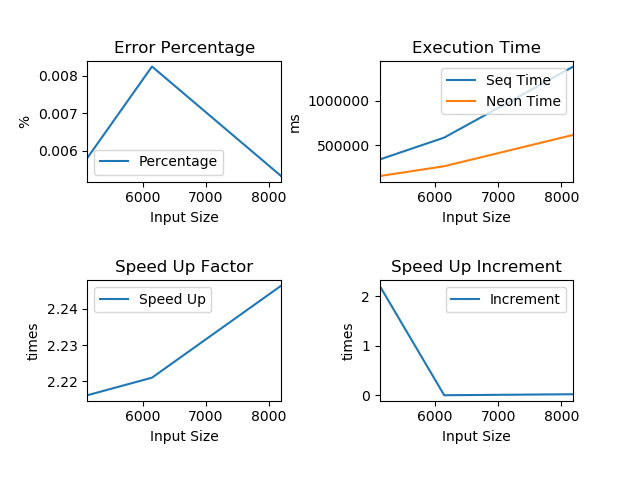 Error Percentage
0.008
0.007
0.006
%
Percentage
6000 7000 8000
Input Size
Execution Time
1000000
500000
ms
Seq Time
Neon Time
6000 7000 8000
Input Size
Speed Up Factor
2.24
2.23
2.22
times
Speed Up
6000 7000 8000
Input Size
Speed Up Increment
2
1
0
times
Increment
6000 7000 8000
Input Size